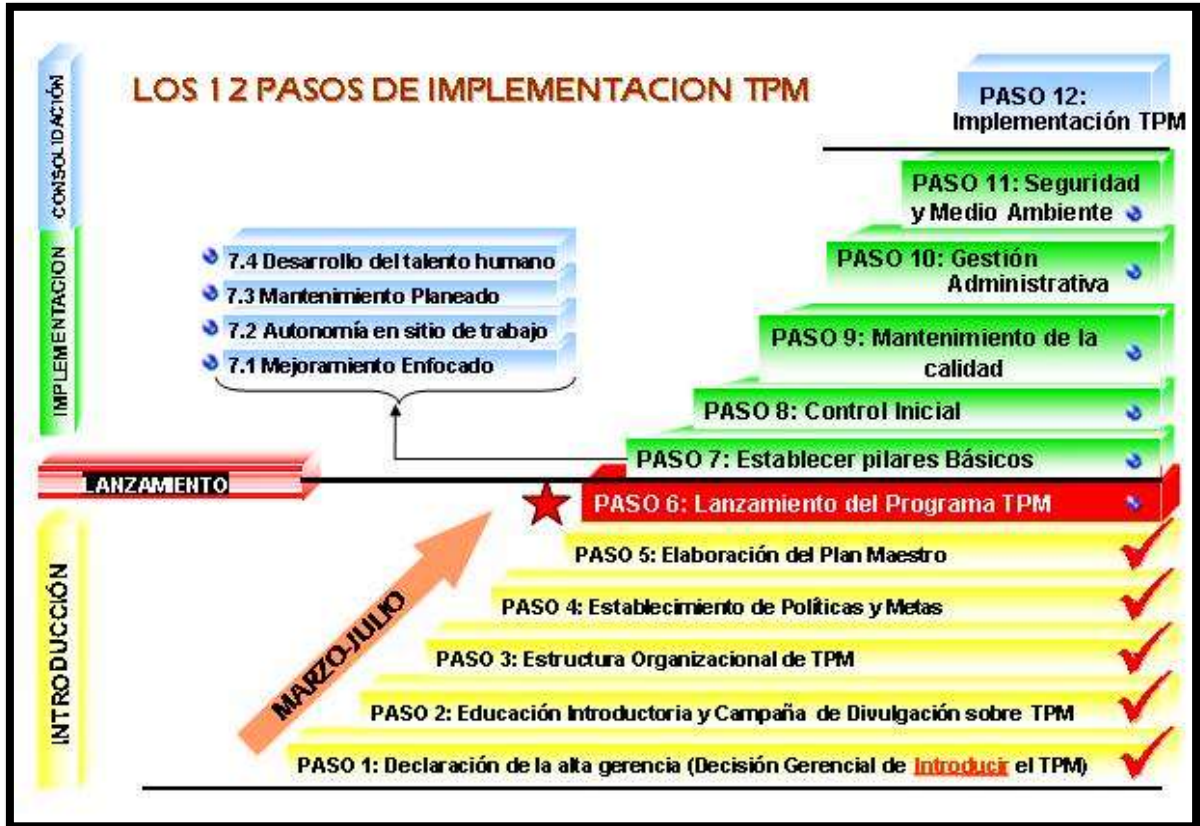 LOS 12 PASOS DE IMPLEMENTACION TPM
CONSOLIDACIÓN
IMPLEMENTACION
LANZAMIENTO
INTRODUCCIÓN
PASO 12:
Implementación TPM
PASO 11: Seguridad
y Medio Ambiente
PASO 10: Gestión
Administrativa
PASO 9: Mantenimiento de la
calidad
PASO 8: Control Inicial
PASO 7: Establecer pilares Básicos
7.4 Desarrollo del talento humano
7.3 Mantenimiento Planeado
7.2 Autonomía en sitio de trabajo
7.1 Mejoramiento Enfocado
PASO 6: Lanzamiento del Programa TPM
PASO 5: Elaboración del Plan Maestro
PASO 4: Establecimiento de Políticas y Metas
PASO 3: Estructura Organizacional de TPM
PASO 2: Educación Introductoria y Campaña de Divulgación sobre TPM
PASO 1: Declaración de la alta gerencia (Decisión Gerencial de Introducir el TPM)
MARZO-JULIO